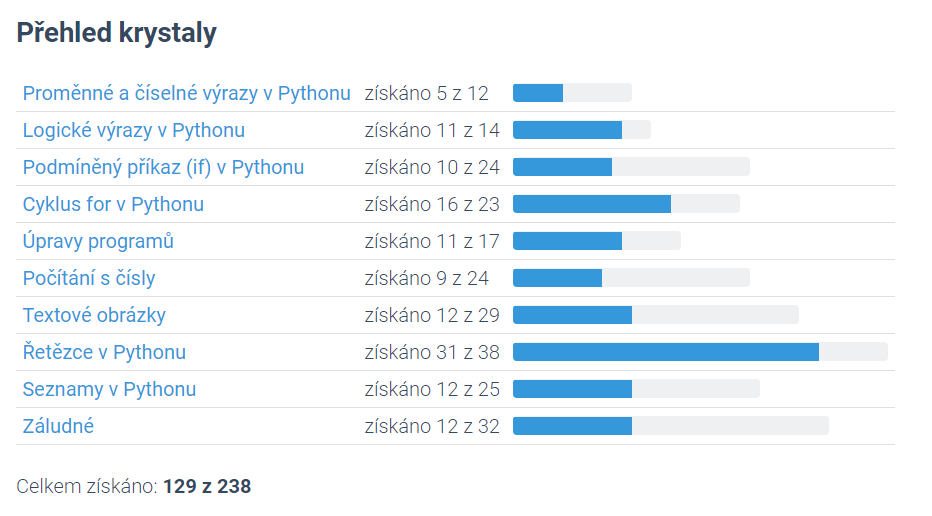 Přehled krystaly
Proměnné a číselné výrazy v Pythonu získáno 5 z 12
Logické výrazy v Pythonu získáno 11 z 14
Podmíněný příkaz (if) v Pythonu získáno 10 z 24
Cyklus for v Pythonu získáno 16 z 23
Úpravy programů získáno 11 z 17
Počítání s čísly získáno 9 z 24
Textové obrázky získáno 12 z 29
Řetězce v Pythonu získáno 31 z 38
Seznamy v Pythonu získáno 12 z 25
Záludné získáno 12 z 32
Celkem získáno: 129 z 238